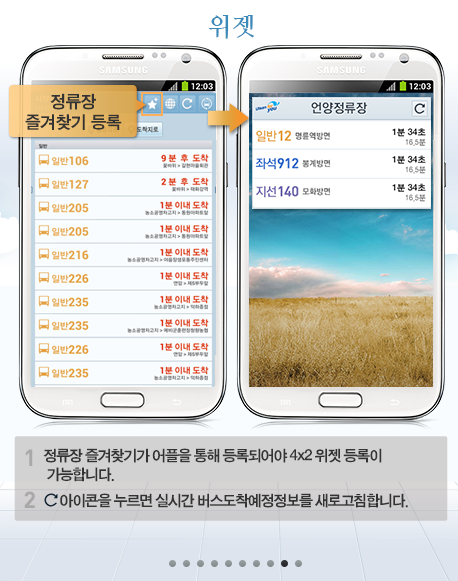 위젯
SAMSUNG
SAMSUNG
12:03
12:03
정류장
즐겨찾기 등록
도착지로
일반
일반106
9분 후 도착
일반127
2분 후 도착
일반205
1분 이내 도착
일반205
1분 이내 도착
일반216
1분 이내 도착
일반226
1분 이내 도착
일반235
1분 이내 도착
일반235
1분 이내 도착
일반226
1분 이내 도착
일반235
1분 이내 도착
언양정류장
일반12 명륜역방면
1분 34초
16,5분
좌석912 봉계방면
1분 34초
16,5분
지선140 모화방면
1분 34초
16,5분
1 정류장 즐겨찾기가 어플을 통해 등록되어야 4x2 위젯 등록이
가능합니다.
2 아이콘을 누르면 실시간 버스도착예정정보를 새로고침합니다.